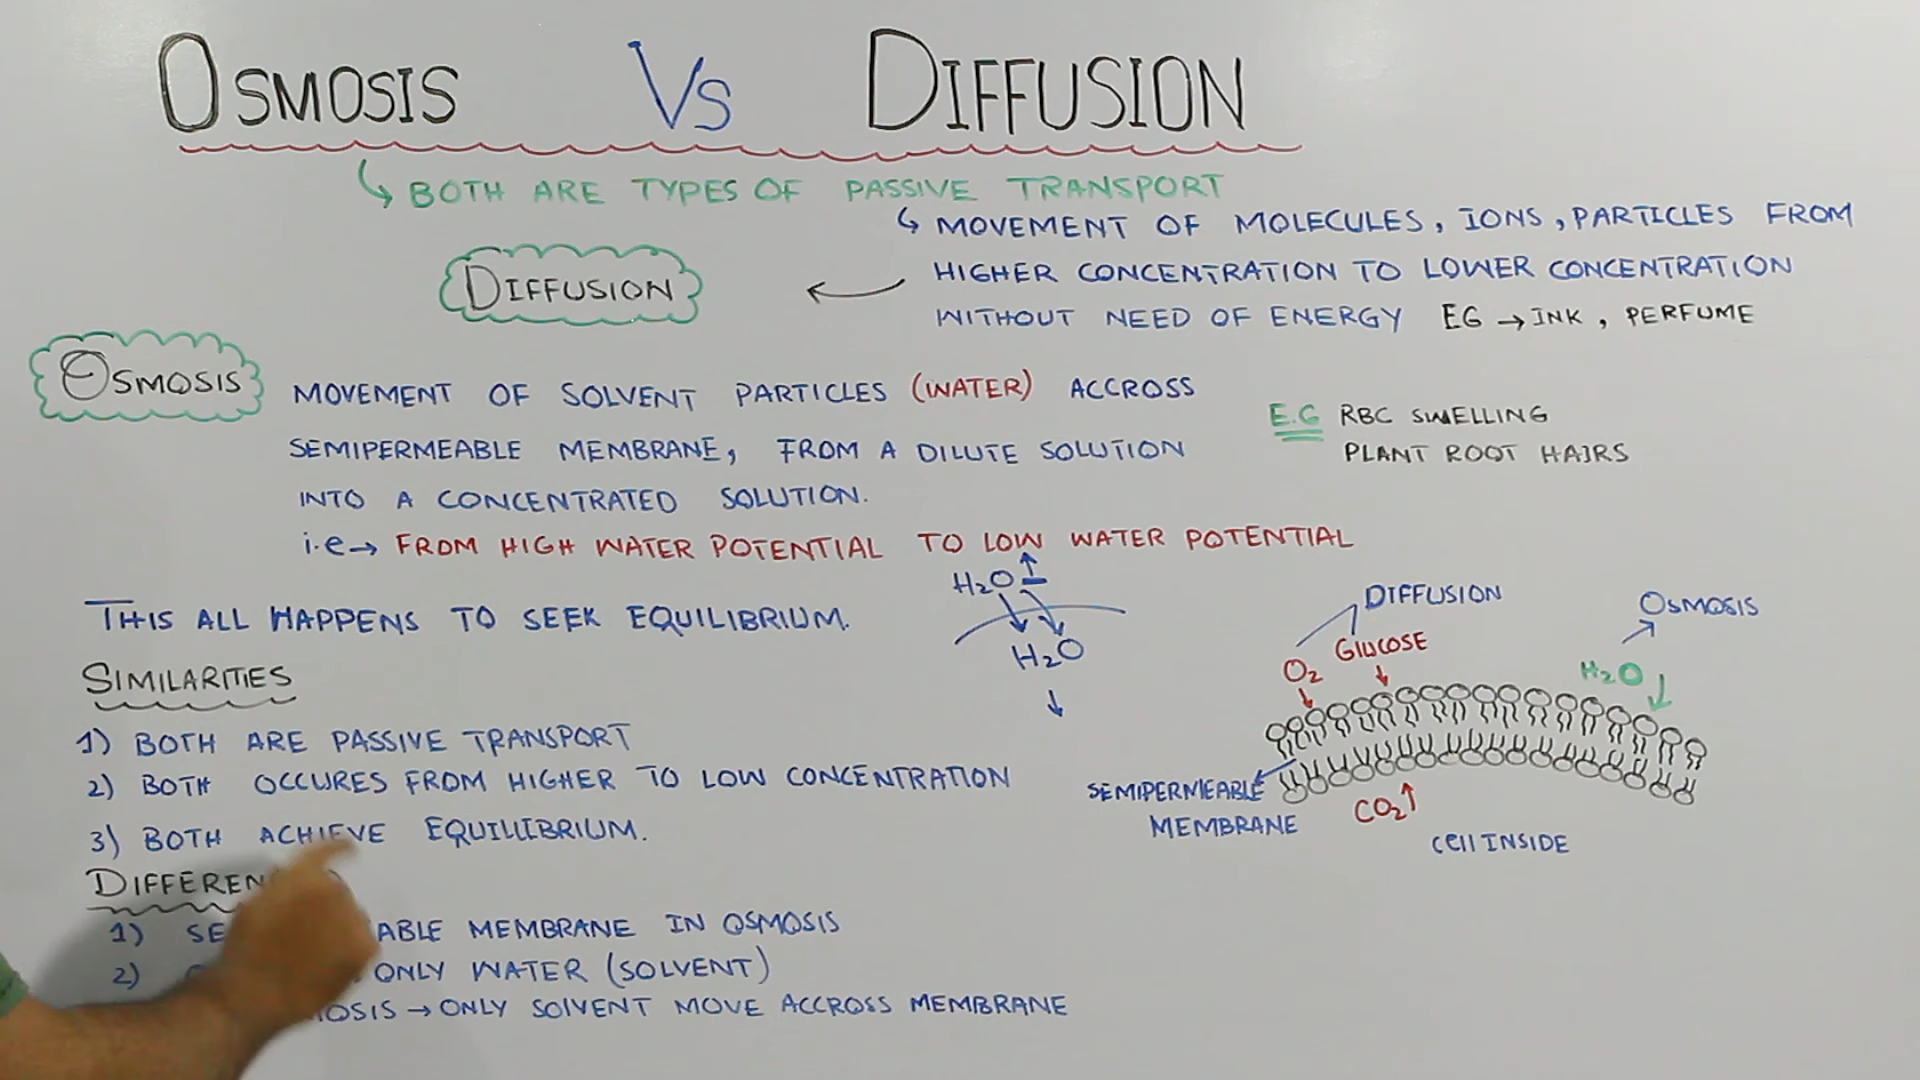 OSMOSIS VS DIFFUSION
BOTH ARE TYPES OF PASSIVE TRANSPORT
MOVEMENT OF MOLECULES, IONS, PARTICLES FROM
HIGHER CONCENTRATION TO LOWER CONCENTRATION
WITHOUT NEED OF ENERGY EG → INK, PERFUME
DIFFUSION
OSMOSIS
MOVEMENT OF SOLVENT PARTICLES (WATER) ACCROSS
SEMIPERMEABLE MEMBRANE, FROM A DILUTE SOLUTION
INTO A CONCENTRATED SOLUTION.
i.e → FROM HIGH WATER POTENTIAL TO LOW WATER POTENTIAL
E.G RBC SWELLING
PLANT ROOT HAIRS
THIS ALL HAPPENS TO SEEK EQUILIBRIUM.
H₂O ↑
H₂O
↓
SIMILARITIES
1) BOTH ARE PASSIVE TRANSPORT
2) BOTH OCCURES FROM HIGHER TO LOW CONCENTRATION
3) BOTH ACHIEVE EQUILLIBRIUM.
DIFFEREN
1) SE ABLE MEMBRANE IN OSMOSIS
2) ONLY WATER (SOLVENT)
OSIS → ONLY SOLVENT MOVE ACCROSS MEMBRANE
DIFFUSION
OSMOSIS
O₂ GLUCOSE
H₂O ↓
SEMIPERMEABLE
MEMBRANE
CO₂ ↑
CELL INSIDE